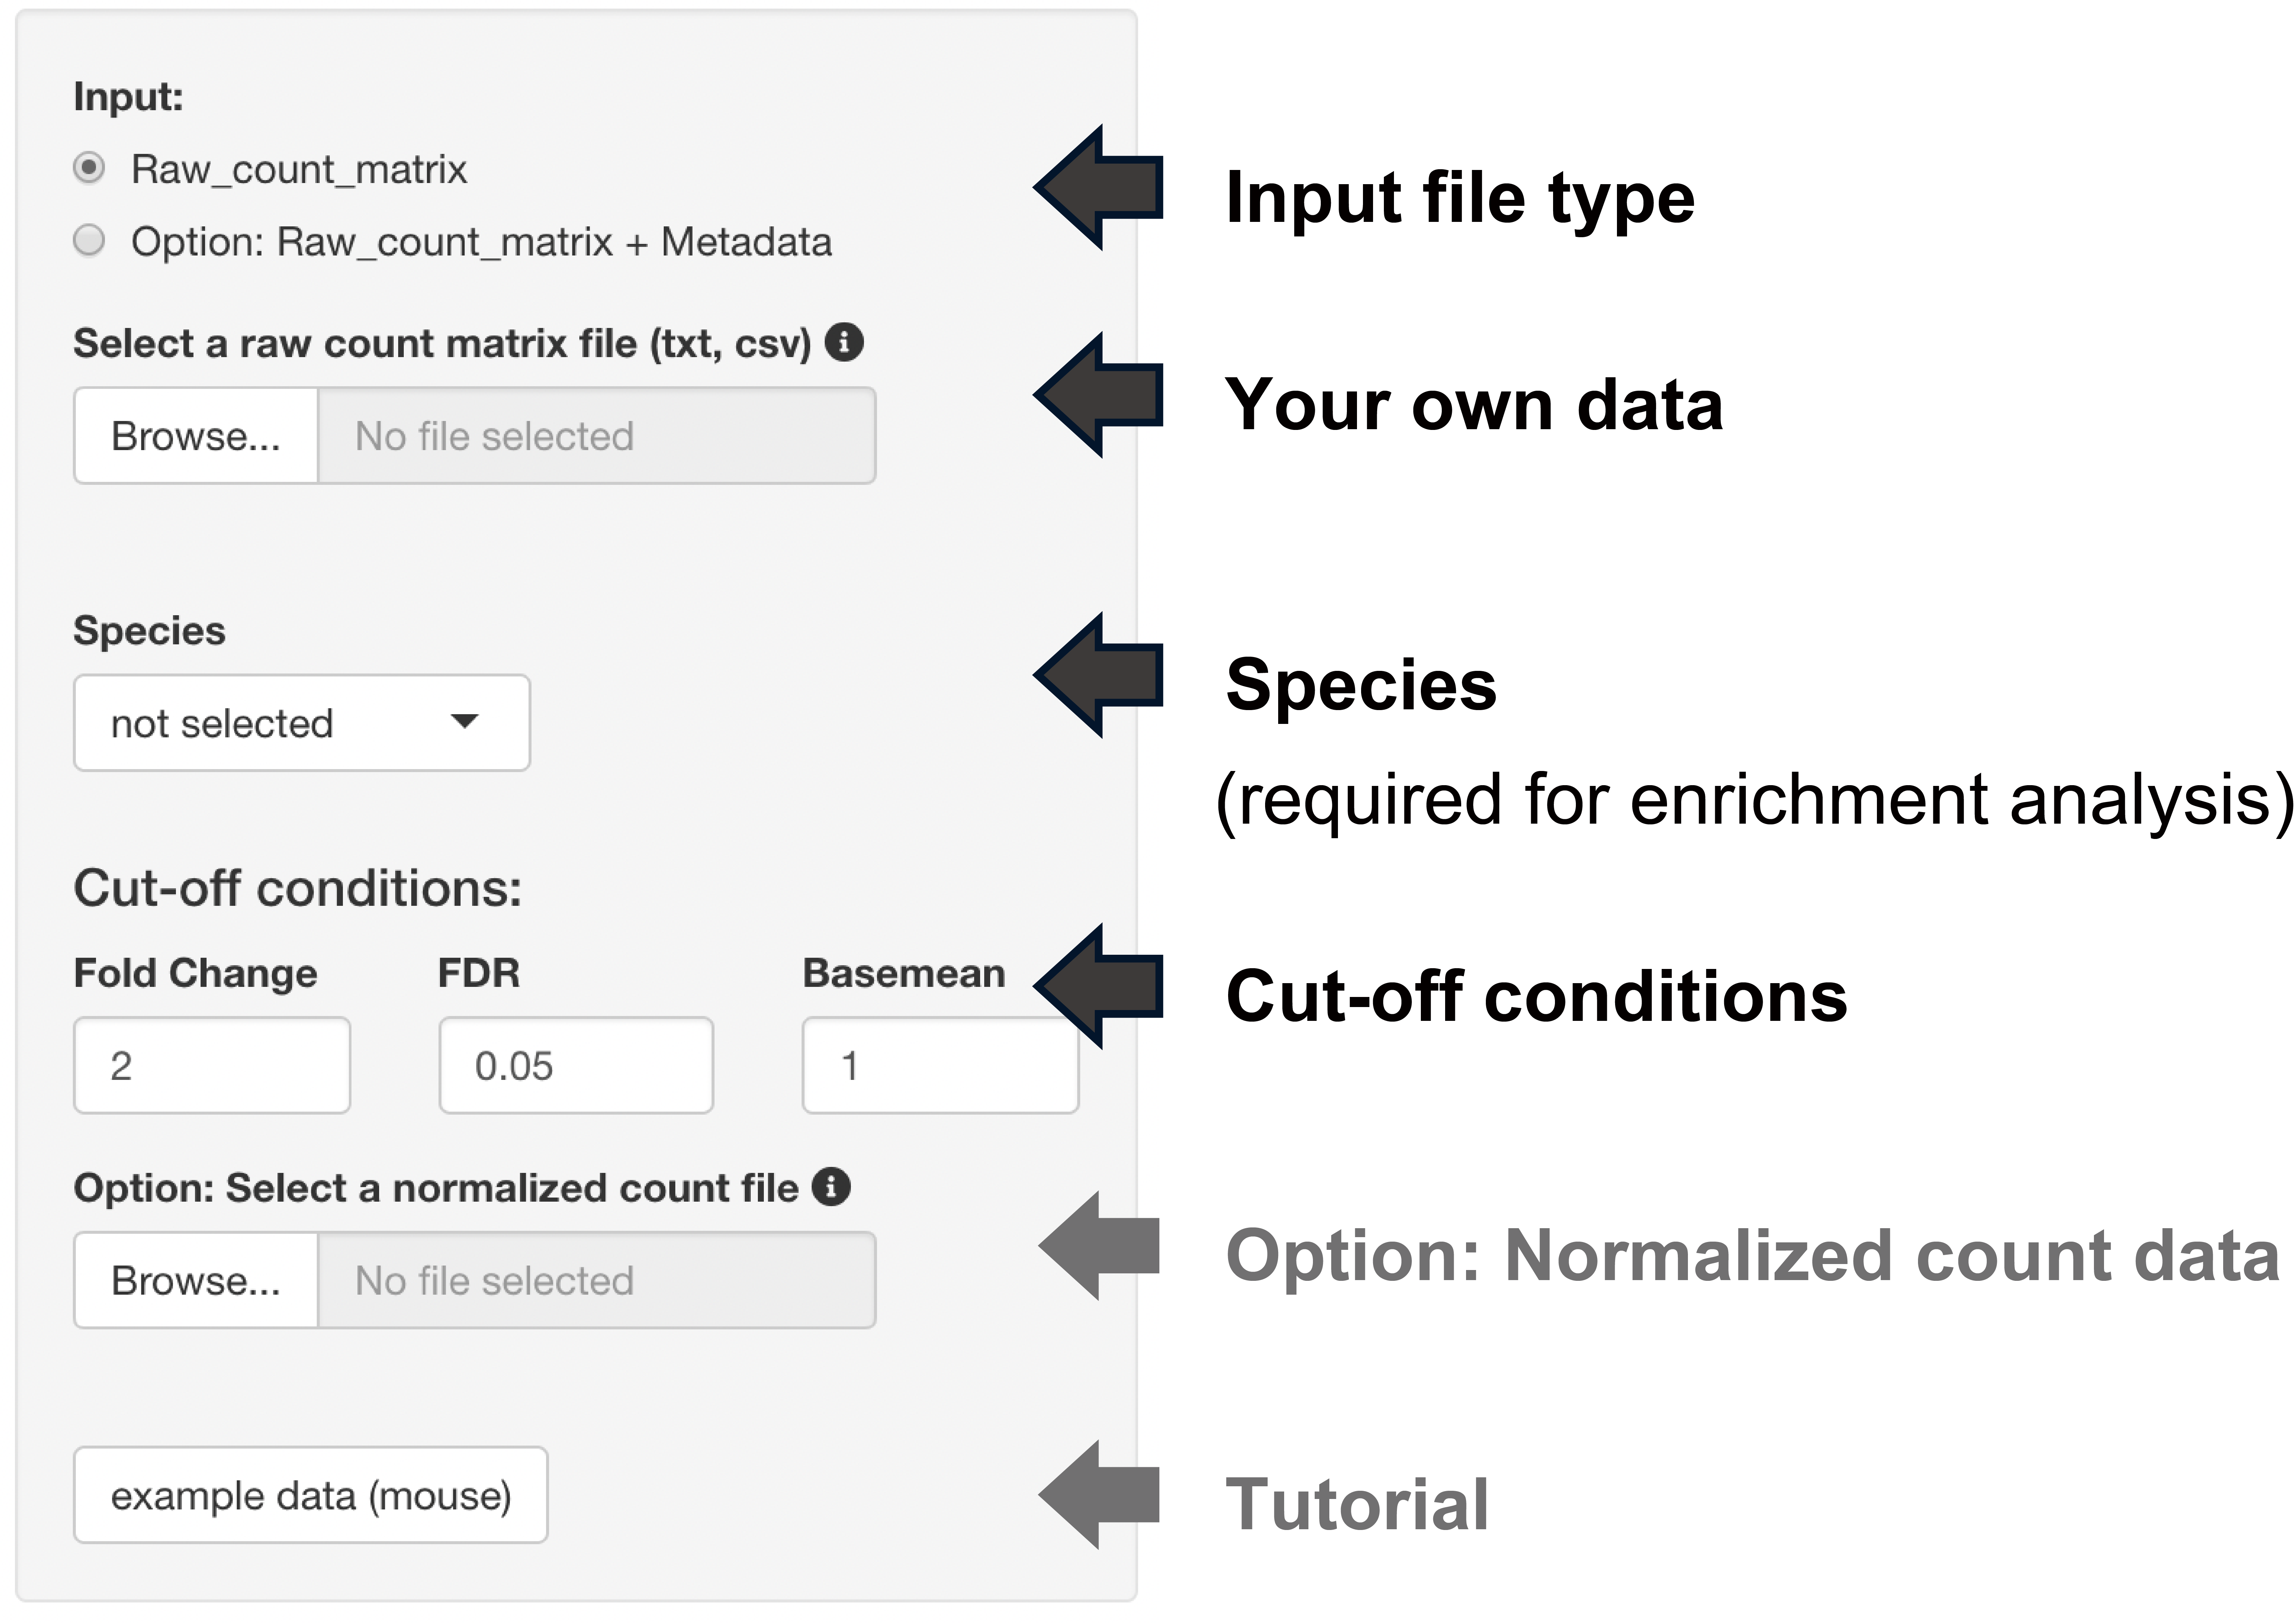 Input:
Raw_count_matrix
Input file type
Option: Raw_count_matrix + Metadata
Select a raw count matrix file (txt, csv)
Your own data
Browse... No file selected
Species
Species
not selected
(required for enrichment analysis)
Cut-off conditions:
Fold Change FDR Basemean
Cut-off conditions
2 0.05 1
Option: Select a normalized count file
Option: Normalized count data
Browse... No file selected
example data (mouse)
Tutorial